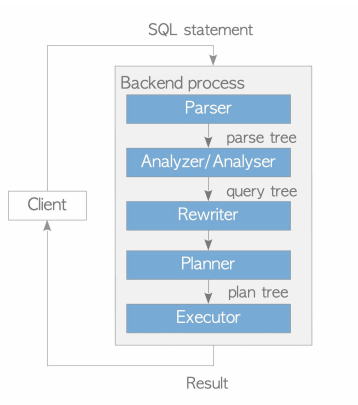 SQL statement
Backend process
Parser
parse tree
Analyzer/Analyser
query tree
Client
Rewriter
Planner
plan tree
Executor
Result